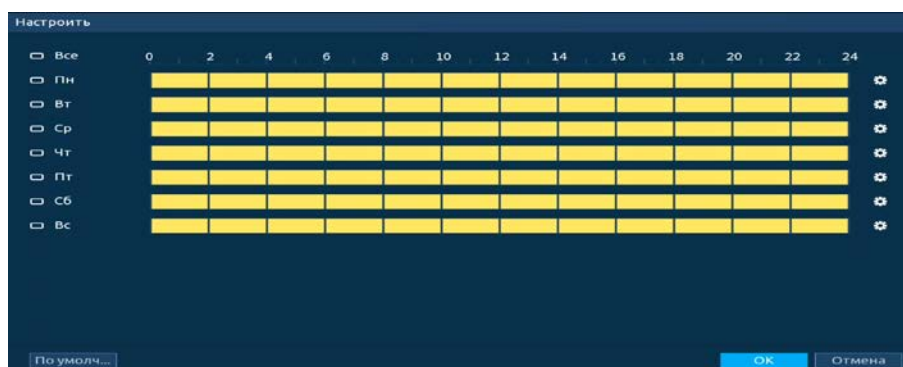 Настроить
Все 0 2 4 6 8 10 12 14 16 18 20 22 24
Пн
Вт
Ср
Чт
Пт
Сб
Вс
По умолч... OK Отмена